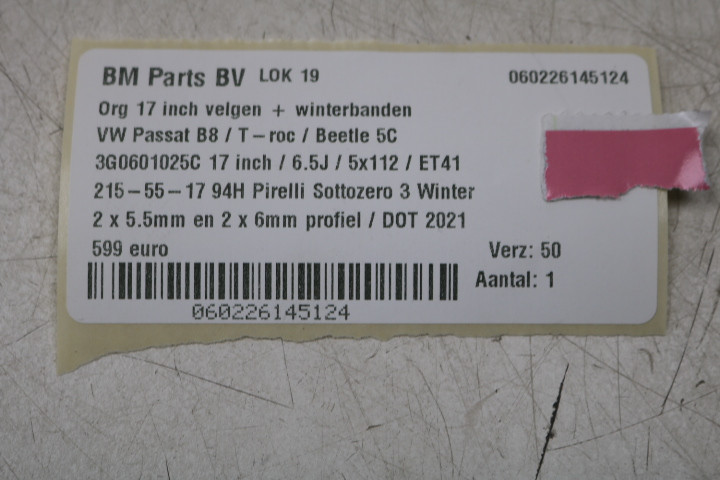 BM Parts BV LOK 19 060226145124
Org 17 inch velgen + winterbanden
VW Passat B8 / T-roc / Beetle 5C
3G0601025C 17 inch / 6.5J / 5x112 / ET41
215-55-17 94H Pirelli Sottozero 3 Winter
2 x 5.5mm en 2 x 6mm profiel / DOT 2021
599 euro Verz: 50
Aantal: 1
060226145124